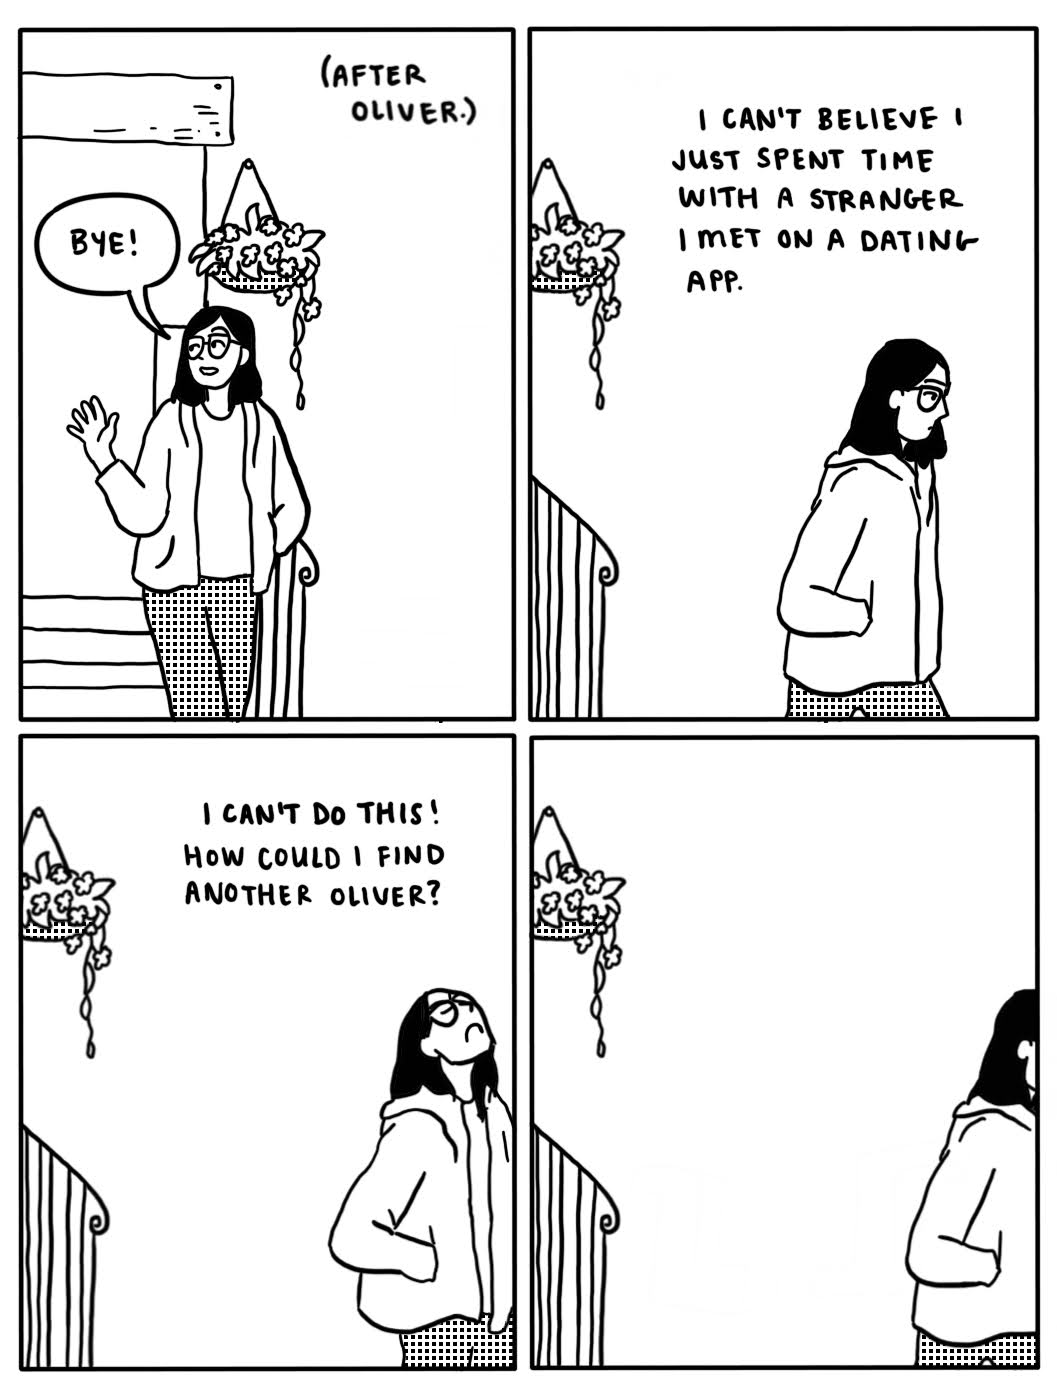 (AFTER
OLIVER.)
BYE!
I CAN'T BELIEVE I
JUST SPENT TIME
WITH A STRANGER
I MET ON A DATING
APP.
I CAN'T DO THIS!
HOW COULD I FIND
ANOTHER OLIVER?